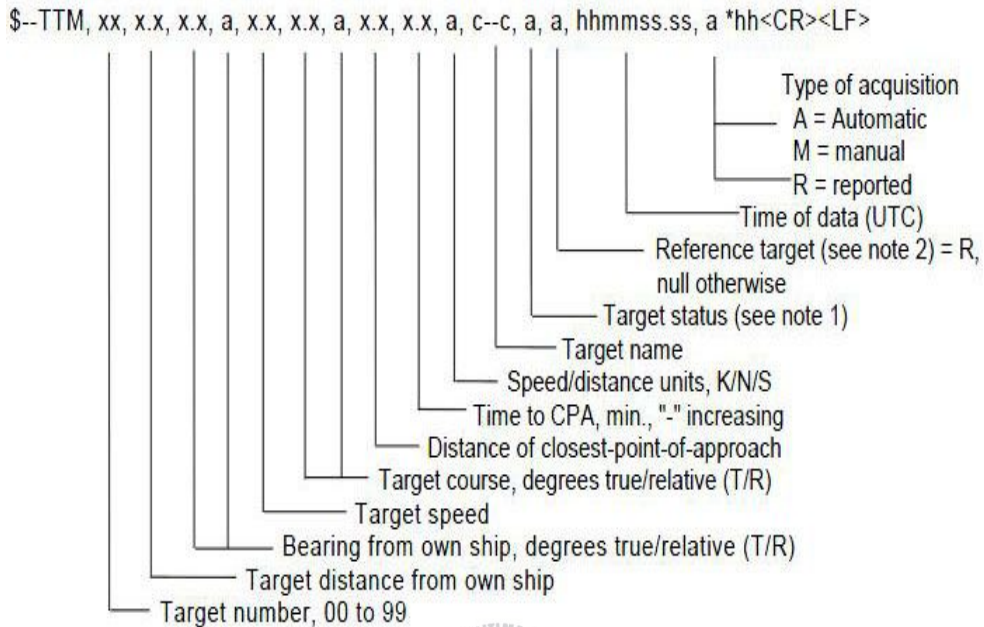 $--TTM, xx, x.x, x.x, a, x.x, x.x, a, x.x, x.x, a, c--c, a, a, hhmmss.ss, a *hh<CR><LF>
Type of acquisition
A = Automatic
M = manual
R = reported
Time of data (UTC)
Reference target (see note 2) = R,
null otherwise
Target status (see note 1)
Target name
Speed/distance units, K/N/S
Time to CPA, min., "-" increasing
Distance of closest-point-of-approach
Target course, degrees true/relative (T/R)
Target speed
Bearing from own ship, degrees true/relative (T/R)
Target distance from own ship
Target number, 00 to 99